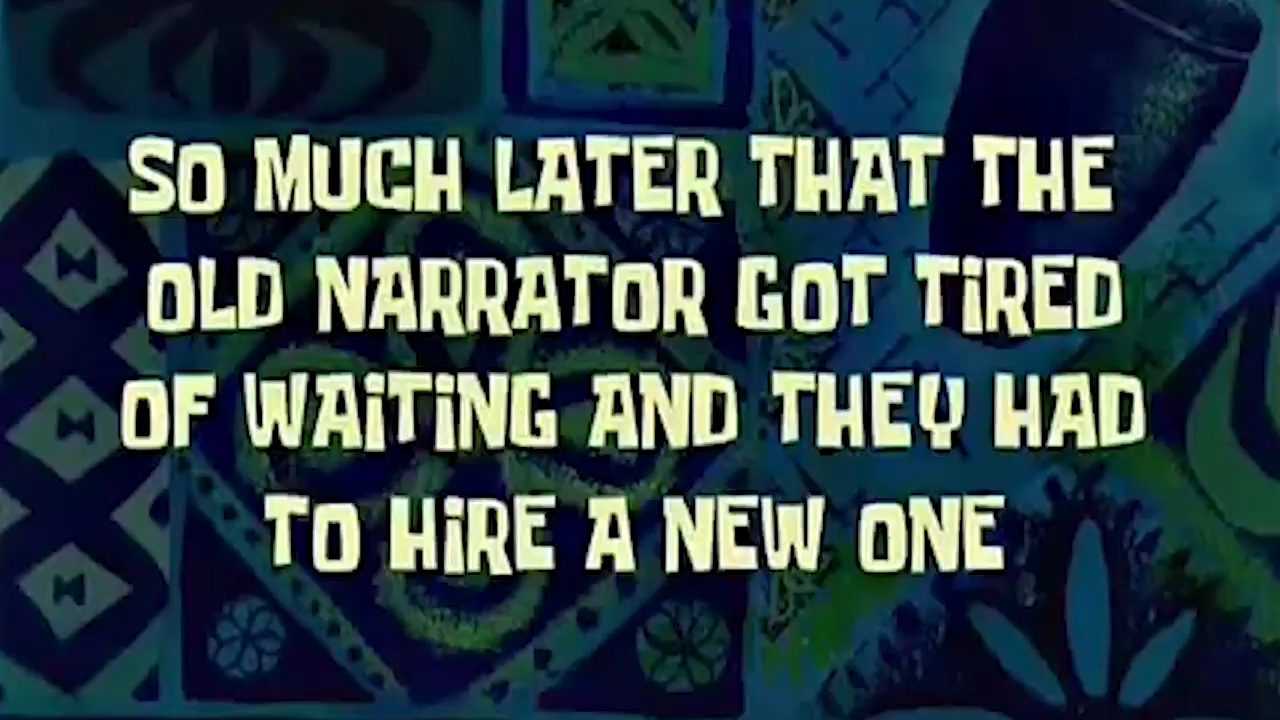 SO MUCH LATER THAT THE
OLD NARRATOR GOT TiRED
OF WAiTiNG AND THEY HAD
TO HiRE A NEW ONE